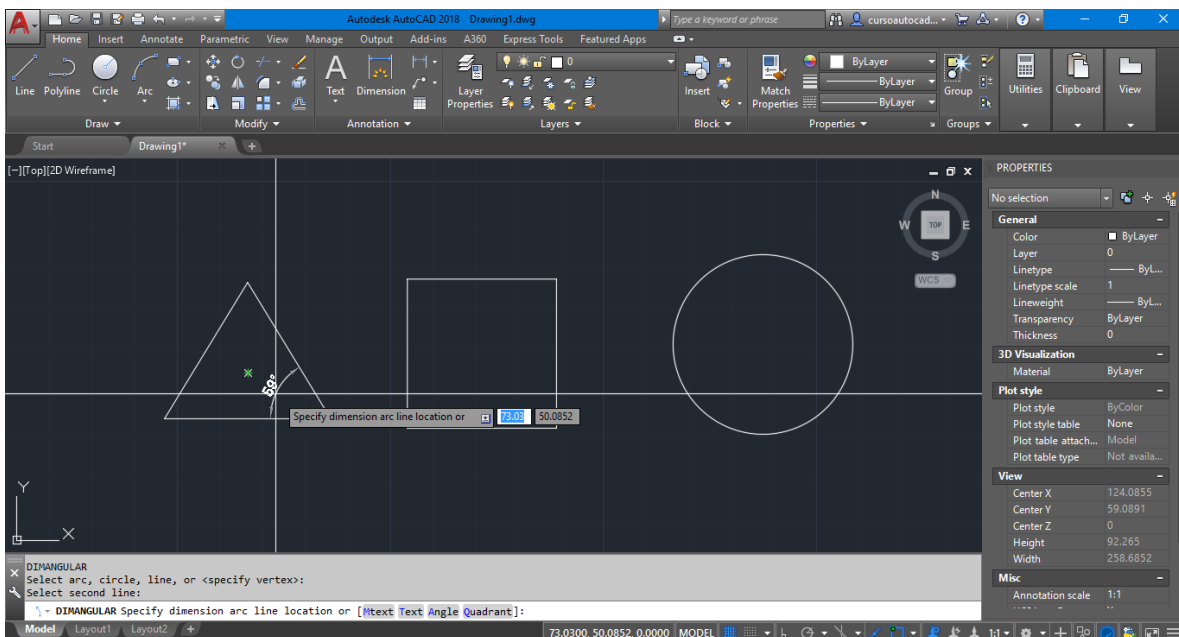 Autodesk AutoCAD 2018 Drawing1.dwg
Type a keyword or phrase
cursoautocad...
Home Insert Annotate Parametric View Manage Output Add-ins A360 Express Tools Featured Apps
0
ByLayer
ByLayer
ByLayer
Line Polyline Circle Arc
Text Dimension
Layer
Properties
Insert
Match
Properties
Group
Utilities Clipboard View
Draw Modify Annotation Layers Block Properties Groups
Start Drawing1* +
[−][Top][2D Wireframe]
N
W TOP E
S
WCS
59°
Specify dimension arc line location or 73.03 50.0852
Y
X
PROPERTIES
No selection
General
Color ByLayer
Layer 0
Linetype ByL...
Linetype scale 1
Lineweight ByL...
Transparency ByLayer
Thickness 0
3D Visualization
Material ByLayer
Plot style
Plot style ByColor
Plot style table None
Plot table attach... Model
Plot table type Not availa...
View
Center X 124.0855
Center Y 59.0891
Center Z 0
Height 92.265
Width 258.6852
Misc
Annotation scale 1:1
DIMANGULAR
Select arc, circle, line, or <specify vertex>:
Select second line:
DIMANGULAR Specify dimension arc line location or [Mtext Text Angle Quadrant]:
Model Layout1 Layout2 +
73.0300, 50.0852, 0.0000 MODEL 1:1